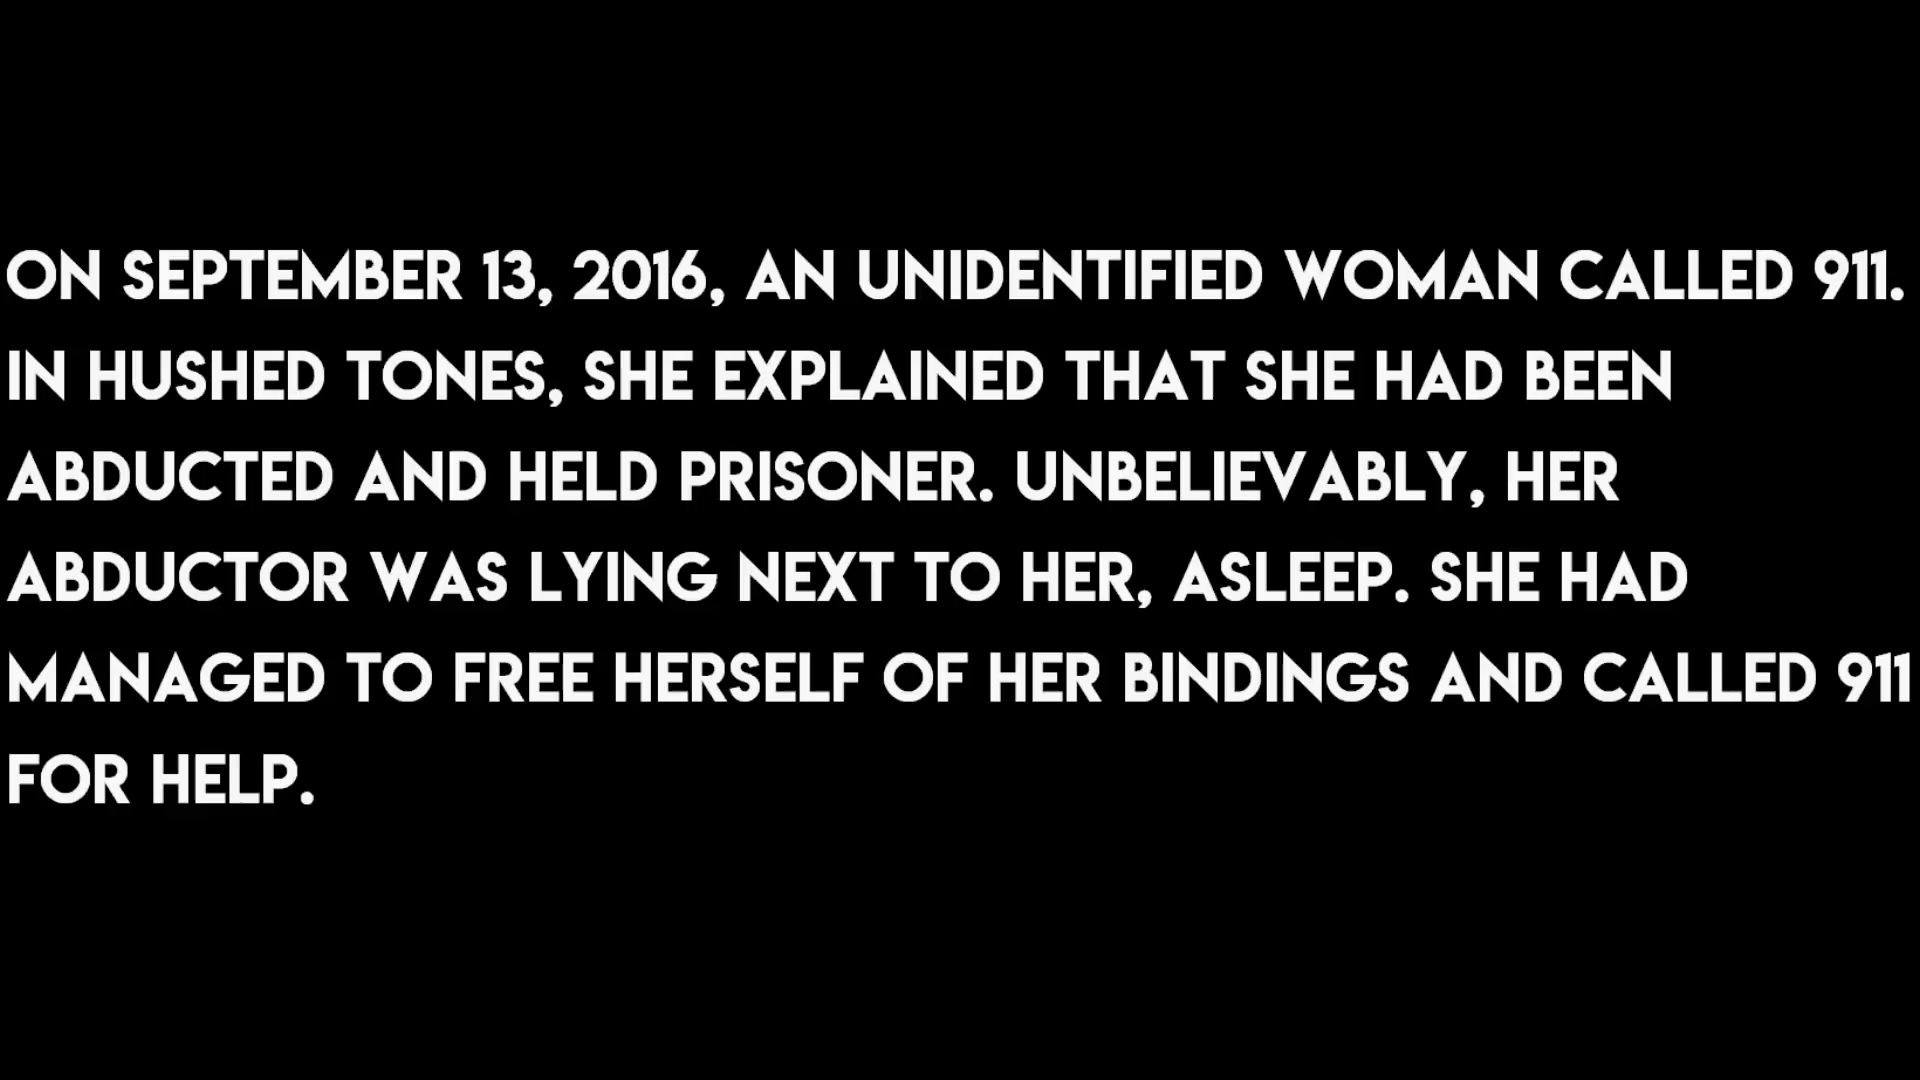 ON SEPTEMBER 13, 2016, AN UNIDENTIFIED WOMAN CALLED 911.
IN HUSHED TONES, SHE EXPLAINED THAT SHE HAD BEEN
ABDUCTED AND HELD PRISONER. UNBELIEVABLY, HER
ABDUCTOR WAS LYING NEXT TO HER, ASLEEP. SHE HAD
MANAGED TO FREE HERSELF OF HER BINDINGS AND CALLED 911
FOR HELP.